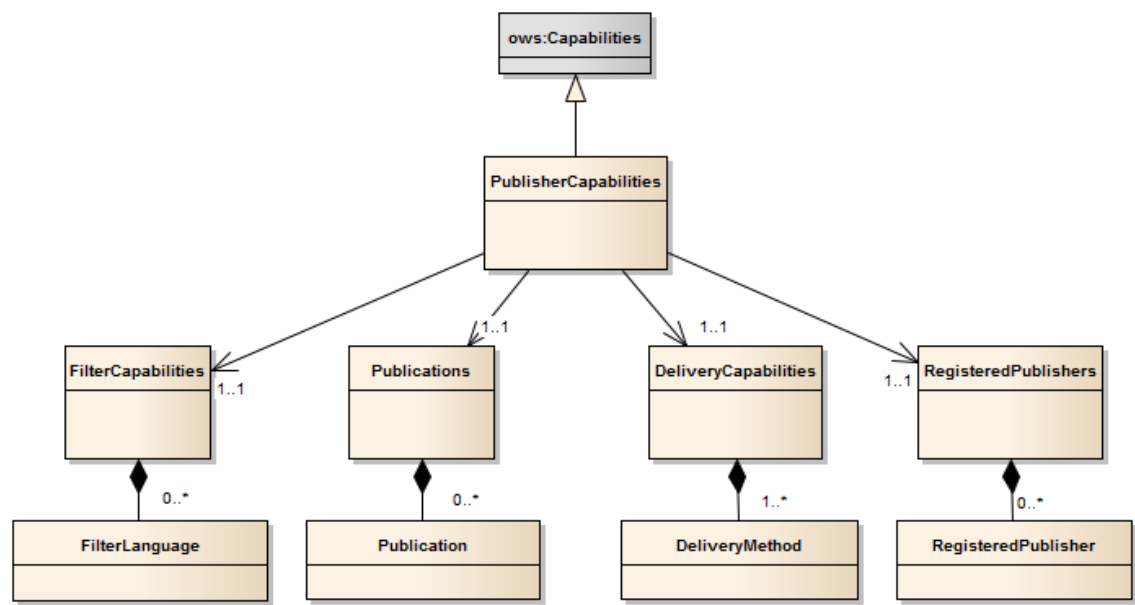 ows:Capabilities
PublisherCapabilities
1..1
1..1
FilterCapabilities
Publications
DeliveryCapabilities
RegisteredPublishers
1..1
1..1
0..*
0..*
1..*
0..*
FilterLanguage
Publication
DeliveryMethod
RegisteredPublisher